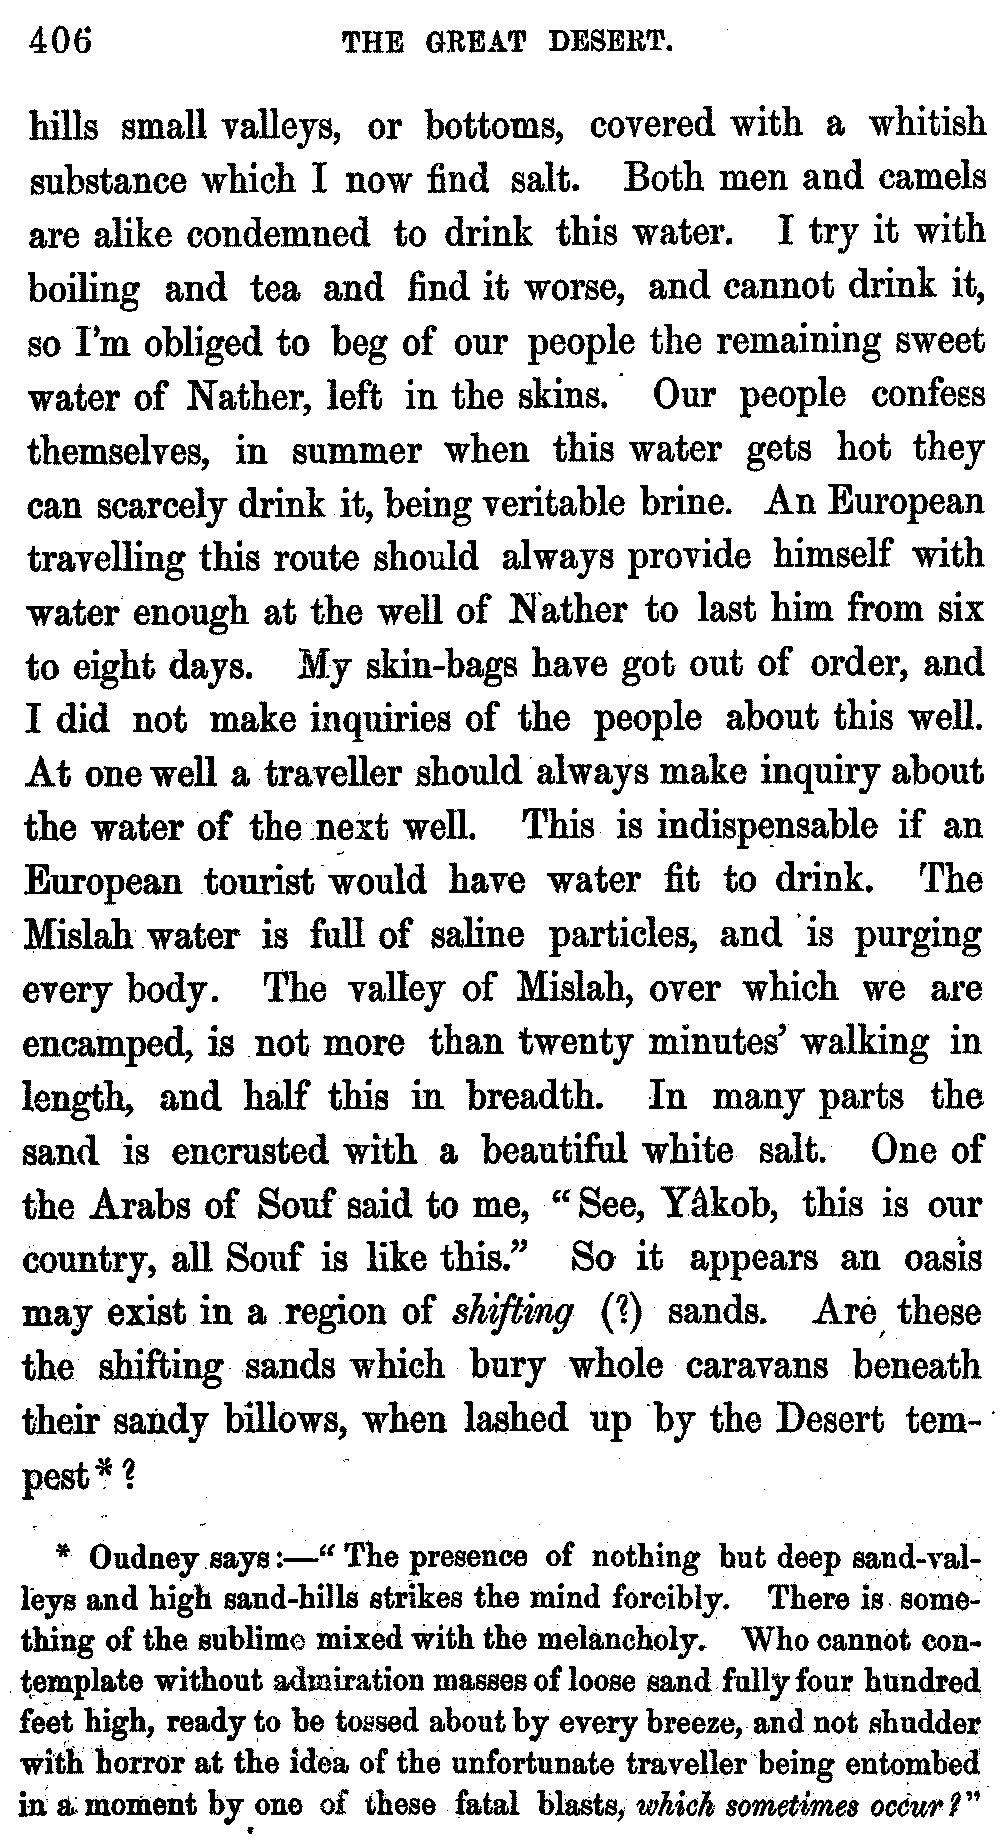 406 THE GREAT DESERT.
hills small valleys, or bottoms, covered with a whitish
substance which I now find salt. Both men and camels
are alike condemned to drink this water. I try it with
boiling and tea and find it worse, and cannot drink it,
so I'm obliged to beg of our people the remaining sweet
water of Nather, left in the skins. Our people confess
themselves, in summer when this water gets hot they
can scarcely drink it, being veritable brine. An European
travelling this route should always provide himself with
water enough at the well of Nather to last him from six
to eight days. My skin-bags have got out of order, and
I did not make inquiries of the people about this well.
At one well a traveller should always make inquiry about
the water of the next well. This is indispensable if an
European tourist would have water fit to drink. The
Mislah water is full of saline particles, and is purging
every body. The valley of Mislah, over which we are
encamped, is not more than twenty minutes' walking in
length, and half this in breadth. In many parts the
sand is encrusted with a beautiful white salt. One of
the Arabs of Souf said to me, "See, Yâkob, this is our
country, all Souf is like this." So it appears an oasis
may exist in a region of shifting (?) sands. Are these
the shifting sands which bury whole caravans beneath
their sandy billows, when lashed up by the Desert tem-
pest*?
* Oudney says:—"The presence of nothing but deep sand-val-
leys and high sand-hills strikes the mind forcibly. There is some-
thing of the sublime mixed with the melancholy. Who cannot con-
template without admiration masses of loose sand fully four hundred
feet high, ready to be tossed about by every breeze, and not shudder
with horror at the idea of the unfortunate traveller being entombed
in a moment by one of these fatal blasts, which sometimes occur?"